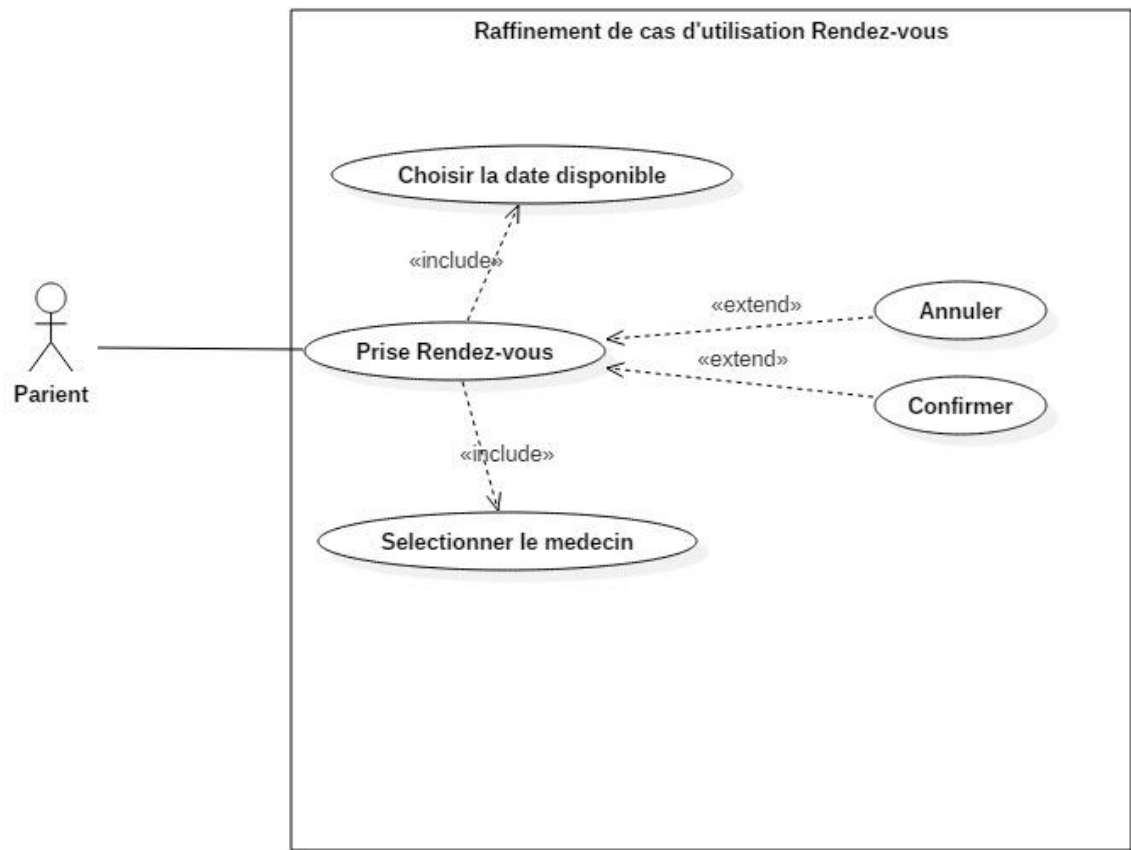 Raffinement de cas d'utilisation Rendez-vous
Choisir la date disponible
«include»
«extend»
Annuler
Prise Rendez-vous
«extend»
Parient
Confirmer
«include»
Selectionner le medecin